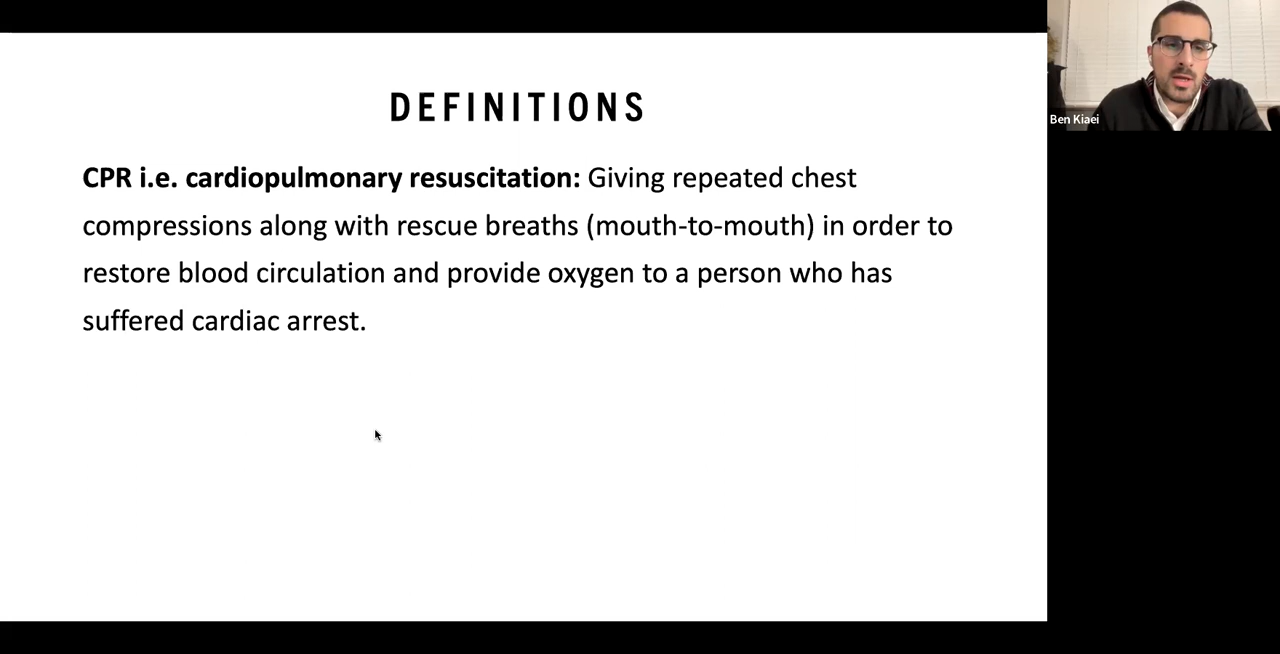 DEFINITIONS
CPR i.e. cardiopulmonary resuscitation: Giving repeated chest
compressions along with rescue breaths (mouth-to-mouth) in order to
restore blood circulation and provide oxygen to a person who has
suffered cardiac arrest.
Ben Kiaei